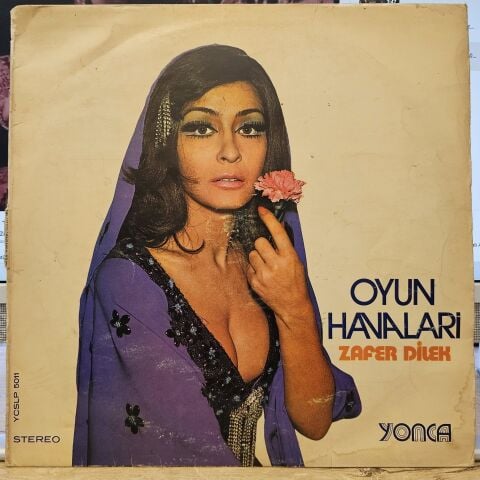 OYUN
HAVALARİ
ZAFER DİLEK
YCSLP 5011
STEREO
YONCA